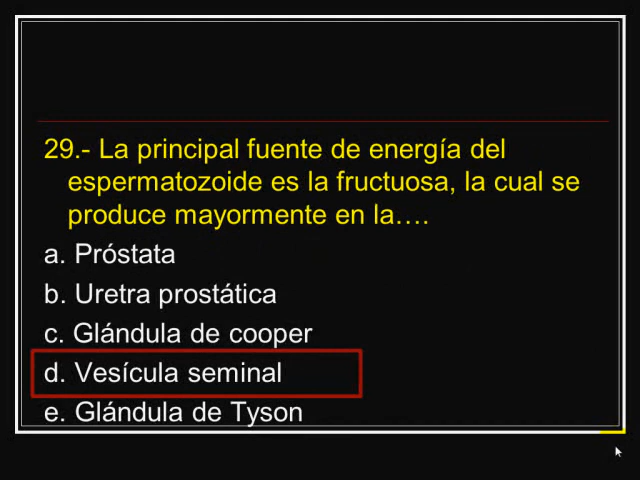 29.- La principal fuente de energía del
espermatozoide es la fructuosa, la cual se
produce mayormente en la….
a. Próstata
b. Uretra prostática
c. Glándula de cooper
d. Vesícula seminal
e. Glándula de Tyson